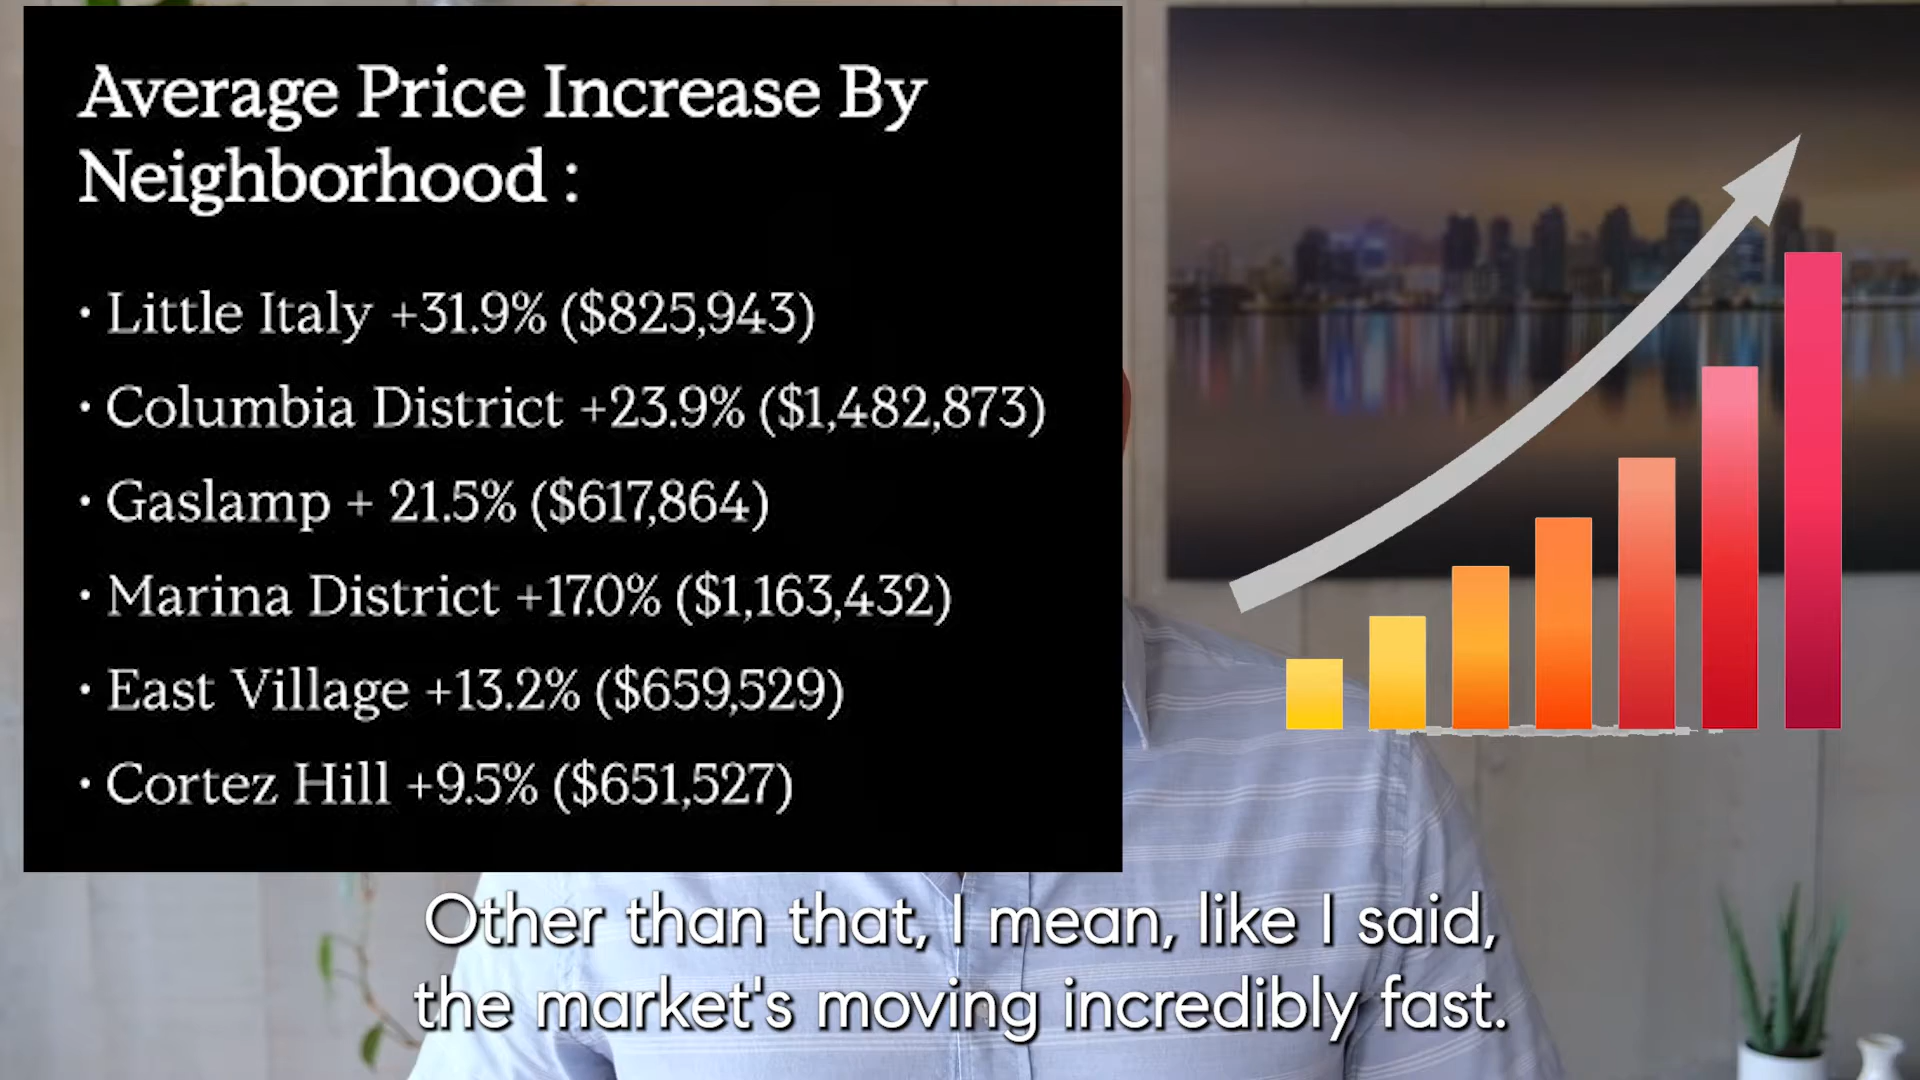 Average Price Increase By
Neighborhood :
· Little Italy +31.9% ($825,943)
· Columbia District +23.9% ($1,482,873)
· Gaslamp + 21.5% ($617,864)
· Marina District +17.0% ($1,163,432)
· East Village +13.2% ($659,529)
· Cortez Hill +9.5% ($651,527)
Other than that, I mean, like I said,
the market's moving incredibly fast.